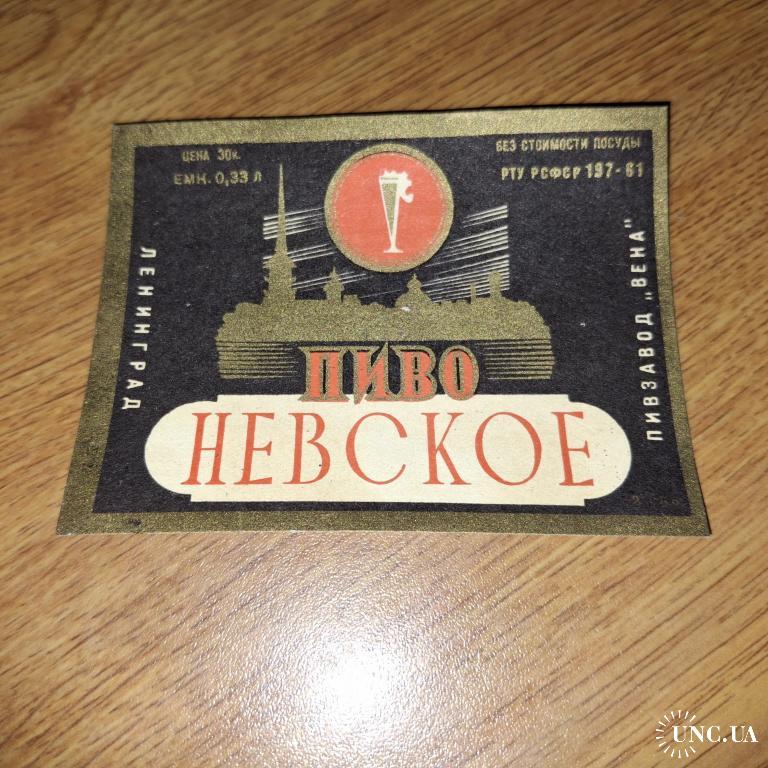 ЦЕНА 30к.
ЕМК. 0,33 Л
БЕЗ СТОИМОСТИ ПОСУДЫ
РТУ РСФСР 197-61
ЛЕНИНГРАД
ПИВЗАВОД „ВЕНА"
ПИВО
НЕВСКОЕ
UNC.UA